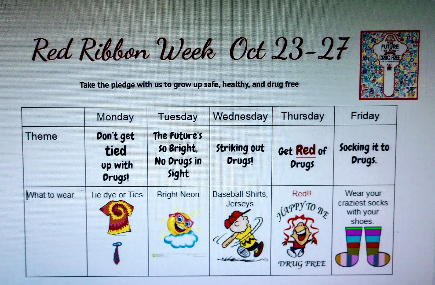 Red Ribbon Week Oct 23-27
FUTURE
DRUG FREE
Take the pledge with us to grow up safe, healthy, and drug free
Monday Tuesday Wednesday Thursday Friday
Theme
Don't get
tied
up with
Drugs!
The Future's
So Bright,
No Drugs in
Sight
Striking out
Drugs!
Get Red of
Drugs
Socking it to
Drugs.
What to wear
Tie dye or Ties
Bright Neon
Baseball Shirts,
Jerseys
Red!!
HAPPY TO BE
DRUG FREE
Wear your
craziest socks
with your
shoes.